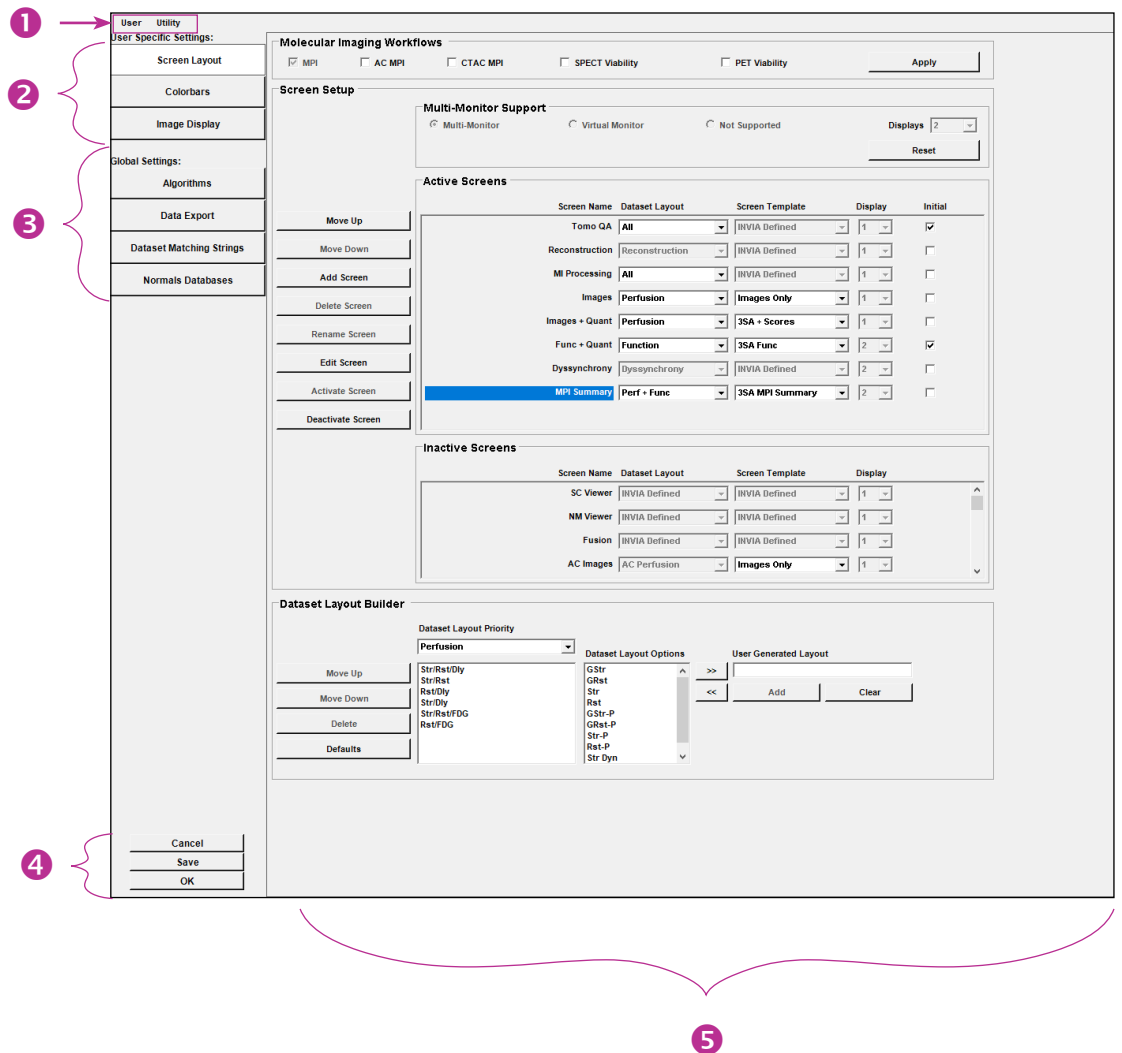 1
User Utility
User Specific Settings:
Screen Layout
Colorbars
Image Display
2
Global Settings:
Algorithms
Data Export
Dataset Matching Strings
Normals Databases
3
Cancel
Save
OK
4
Molecular Imaging Workflows
MPI AC MPI CTAC MPI SPECT Viability PET Viability Apply
Screen Setup
Multi-Monitor Support
Multi-Monitor Virtual Monitor Not Supported Displays 2
Reset
Move Up
Move Down
Add Screen
Delete Screen
Rename Screen
Edit Screen
Activate Screen
Deactivate Screen
Active Screens
Screen Name Dataset Layout Screen Template Display Initial
Tomo QA All INVIA Defined 1
Reconstruction Reconstruction INVIA Defined 1
MI Processing All INVIA Defined 1
Images Perfusion Images Only 1
Images + Quant Perfusion 3SA + Scores 1
Func + Quant Function 3SA Func 2
Dyssynchrony Dyssynchrony INVIA Defined 2
MPI Summary Perf + Func 3SA MPI Summary 2
Inactive Screens
Screen Name Dataset Layout Screen Template Display
SC Viewer INVIA Defined INVIA Defined 1
NM Viewer INVIA Defined INVIA Defined 1
Fusion INVIA Defined INVIA Defined 1
AC Images AC Perfusion Images Only 1
Dataset Layout Builder
Move Up
Move Down
Delete
Defaults
Dataset Layout Priority
Perfusion
Str/Rst/Dly
Str/Rst
Rst/Dly
Str/Dly
Str/Rst/FDG
Rst/FDG
Dataset Layout Options
GStr
GRst
Str
Rst
GStr-P
GRst-P
Str-P
Rst-P
Str Dyn
>>
<<
User Generated Layout
Add Clear
5